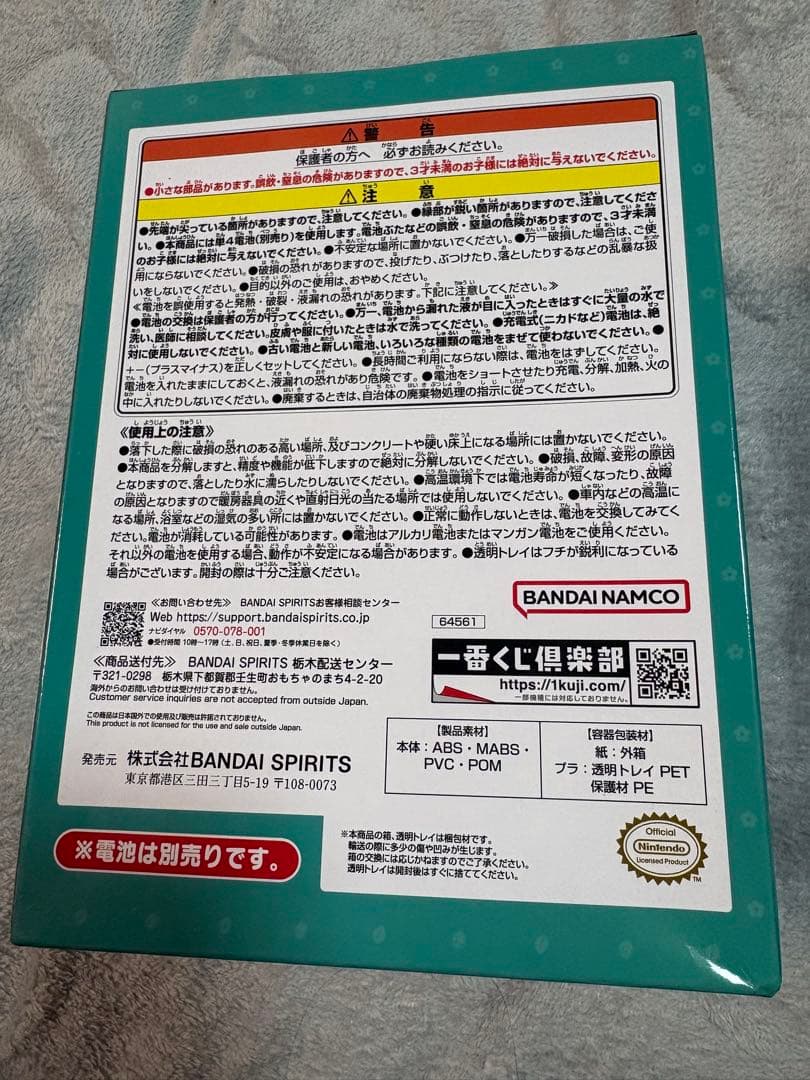 ⚠警告
保護者の方へ 必ずお読みください。
●小さな部品があります。誤飲・窒息の危険がありますので、3才未満のお子様には絶対に与えないでください。
⚠注意
●先端が尖っている箇所がありますので、注意してください。●縁部が鋭い箇所がありますので、注意してください。
●本商品には単4電池(別売り)を使用します。電池ぶたなどの誤飲・窒息の危険がありますので、3才未満
のお子様には絶対に与えないでください。●不安定な場所に置かないでください。●万一破損した場合は、ご使
用にならないでください。●破損の恐れがありますので、投げたり、ぶつけたり、落としたりするなどの乱暴な扱
いをしないでください。●目的以外のご使用は、おやめください。
≪電池を誤使用すると発熱・破裂・液漏れの恐れがあります。下記に注意してください。≫
●電池の交換は保護者の方が行ってください。●万一、電池から漏れた液が目に入ったときはすぐに大量の水で
洗い、医師に相談してください。皮膚や服に付いたときは水で洗ってください。●充電式(ニカドなど)電池は、絶
対に使用しないでください。●古い電池と新しい電池、いろいろな種類の電池をまぜて使わないでください。●
+−(プラスマイナス)を正しくセットしてください。●長時間ご利用にならない際は、電池をはずしてください。
電池を入れたままにしておくと、液漏れの恐れがあり危険です。●電池をショートさせたり充電、分解、加熱、火の
中に入れたりしないでください。●廃棄するときは、自治体の廃棄物処理の指示に従ってください。
≪使用上の注意≫
●落下した際に破損の恐れのある高い場所、及びコンクリートや硬い床上になる場所には置かないでください。
●本商品を分解しますと、精度や機能が低下しますので絶対に分解しないでください。●破損、故障、変形の原因
となりますので、落としたり水に濡らしたりしないでください。●高温環境下では電池寿命が短くなったり、故障
の原因となりますので暖房器具の近くや直射日光の当たる場所では使用しないでください。●車内などの高温に
なる場所、浴室などの湿気の多い所には置かないでください。●正常に動作しないときは、電池を交換してみてく
ださい。電池が消耗している可能性があります。●電池はアルカリ電池またはマンガン電池をご使用ください。
それ以外の電池を使用する場合、動作が不安定になる場合があります。●透明トレイはフチが鋭利になっている
場合がございます。開封の際は十分ご注意ください。
≪お問い合わせ先≫ BANDAI SPIRITSお客様相談センター
Web https://support.bandaispirits.co.jp
ナビダイヤル 0570-078-001
●受付時間 10時〜17時(土、日、祝日、夏季・冬季休業日を除く)
≪商品送付先≫ BANDAI SPIRITS 栃木配送センター
〒321-0298 栃木県下都賀郡壬生町おもちゃのまち4-2-20
海外からのお問い合わせは受け付けておりません。
Customer service inquiries are not accepted from outside Japan.
この商品は日本国外での使用及び販売は許諾されておりません。
This product is not licensed for the use and sale outside Japan.
発売元 株式会社BANDAI SPIRITS
東京都港区三田三丁目5-19 〒108-0073
BANDAI NAMCO
64561
一番くじ倶楽部
https://1kuji.com/
一部機種には対応しておりません。
【製品素材】
本体:ABS・MABS・
PVC・POM
【容器包装材】
紙:外箱
プラ:透明トレイ PET
保護材 PE
※電池は別売りです。
※本商品の箱、透明トレイは梱包材です。
輸送の際に多少の傷や凹みが生じます。
箱の交換には応じかねますのでご了承ください。
透明トレイは開封後はすぐに捨ててください。
Official
Nintendo
Licensed Product
TM